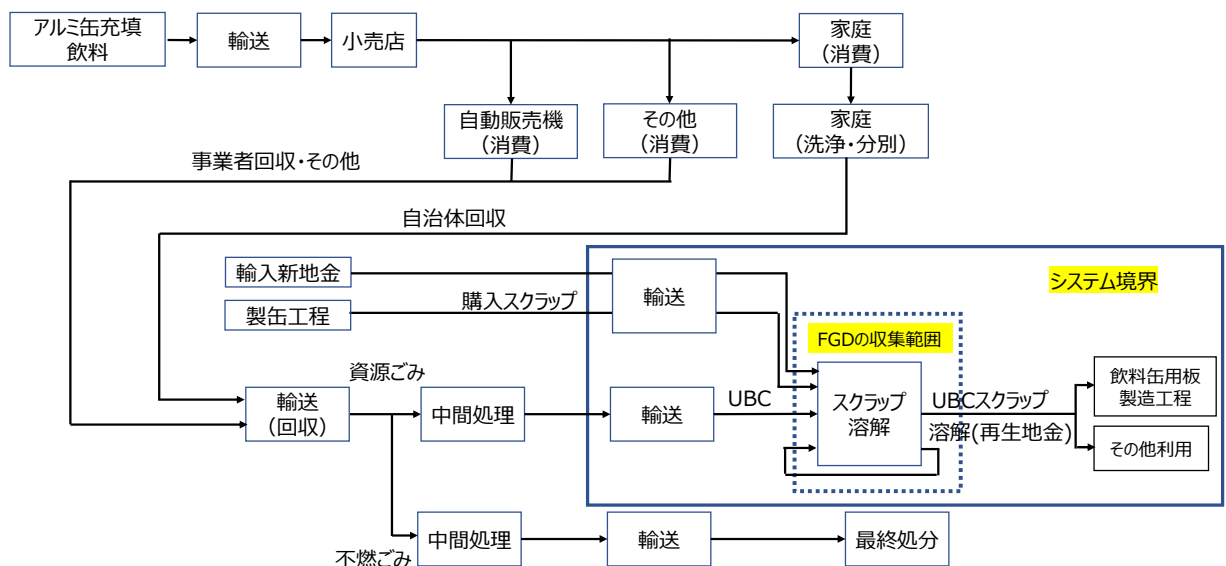 アルミ缶充填
飲料
輸送
小売店
家庭
(消費)
自動販売機
(消費)
その他
(消費)
家庭
(洗浄・分別)
事業者回収・その他
自治体回収
システム境界
輸入新地金
輸送
購入スクラップ
製缶工程
FGDの収集範囲
資源ごみ
輸送
(回収)
中間処理
輸送
UBC
スクラップ
溶解
UBCスクラップ
溶解(再生地金)
飲料缶用板
製造工程
その他利用
不燃ごみ
中間処理
輸送
最終処分